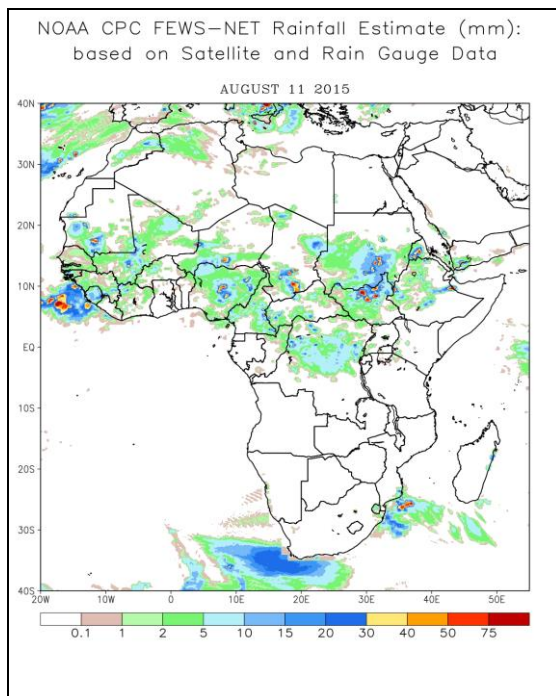 NOAA CPC FEWS–NET Rainfall Estimate (mm):
based on Satellite and Rain Gauge Data
AUGUST 11 2015
40N
30N
20N
10N
EQ
10S
20S
30S
40S
20W 10W 0 10E 20E 30E 40E 50E
0.1 1 2 5 10 15 20 30 40 50 75